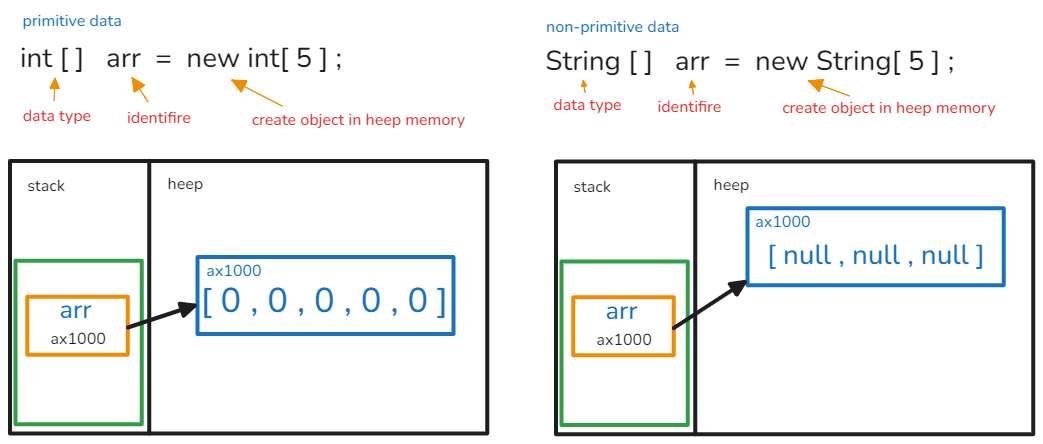 primitive data
int [ ] arr = new int[ 5 ] ;
data type
identifire
create object in heep memory
stack
heep
ax1000
[ 0 , 0 , 0 , 0 , 0 ]
arr
ax1000
non-primitive data
String [ ] arr = new String[ 5 ] ;
data type
identifire
create object in heep memory
stack
heep
ax1000
[ null , null , null ]
arr
ax1000